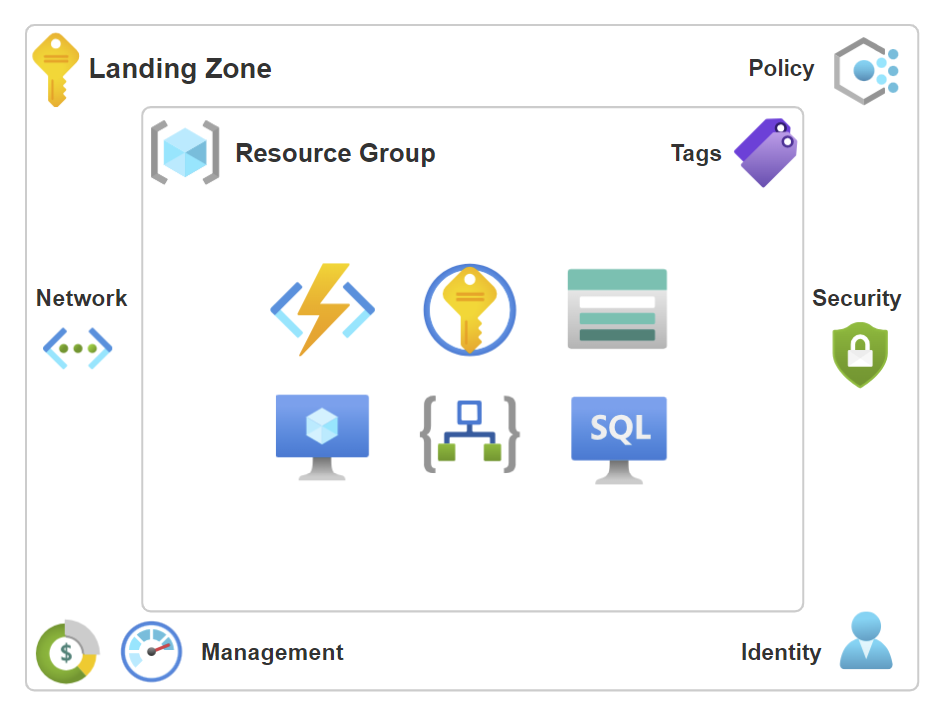 Landing Zone
Policy
Resource Group
Tags
Network
Security
SQL
$
Management
Identity